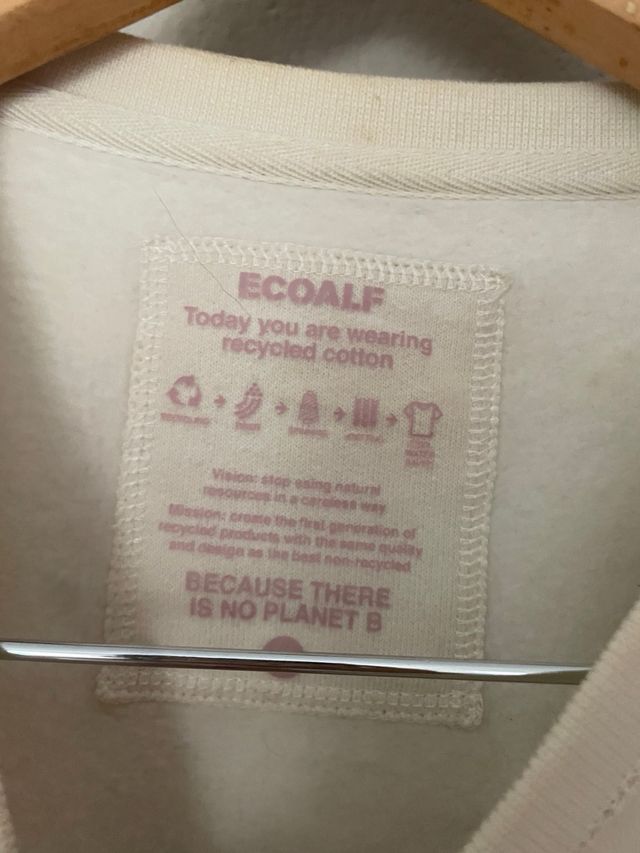 ECOALF
Today you are wearing
recycled cotton
RECYCLING
Vision: stop using natural
resources in a careless way
Mission: create the first generation of
recycled products with the same quality
and design as the best non-recycled
BECAUSE THERE
IS NO PLANET B